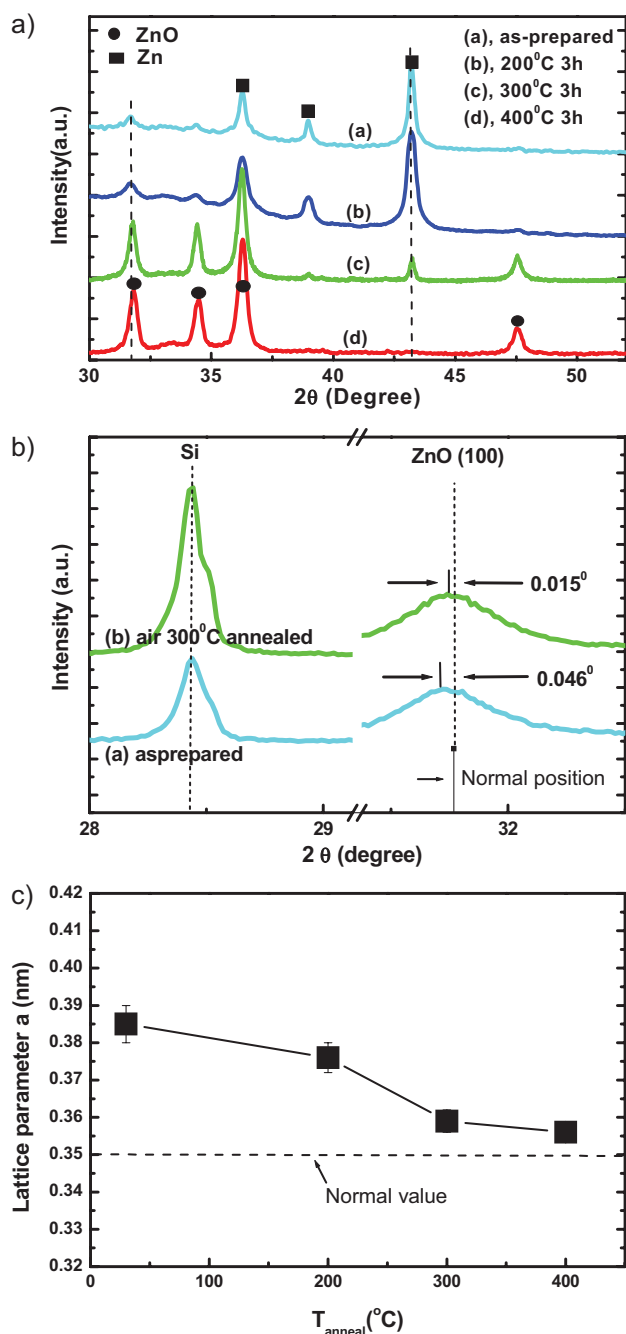 a)
● ZnO
■ Zn
(a), as-prepared
(b), 200⁰C 3h
(c), 300⁰C 3h
(d), 400⁰C 3h
(a)
(b)
(c)
(d)
Intensity(a.u.)
30 35 40 45 50
2θ (Degree)
b)
Si ZnO (100)
0.015⁰
(b) air 300⁰C annealed
0.046⁰
(a) asprepared
Normal position
Intensity (a.u.)
28 29 32
2 θ (degree)
c)
0.42
0.41
0.40
0.39
0.38
0.37
0.36
0.35
0.34
0.33
0.32
Normal value
Lattice parameter a (nm)
0 100 200 300 400
Tanneal(°C)